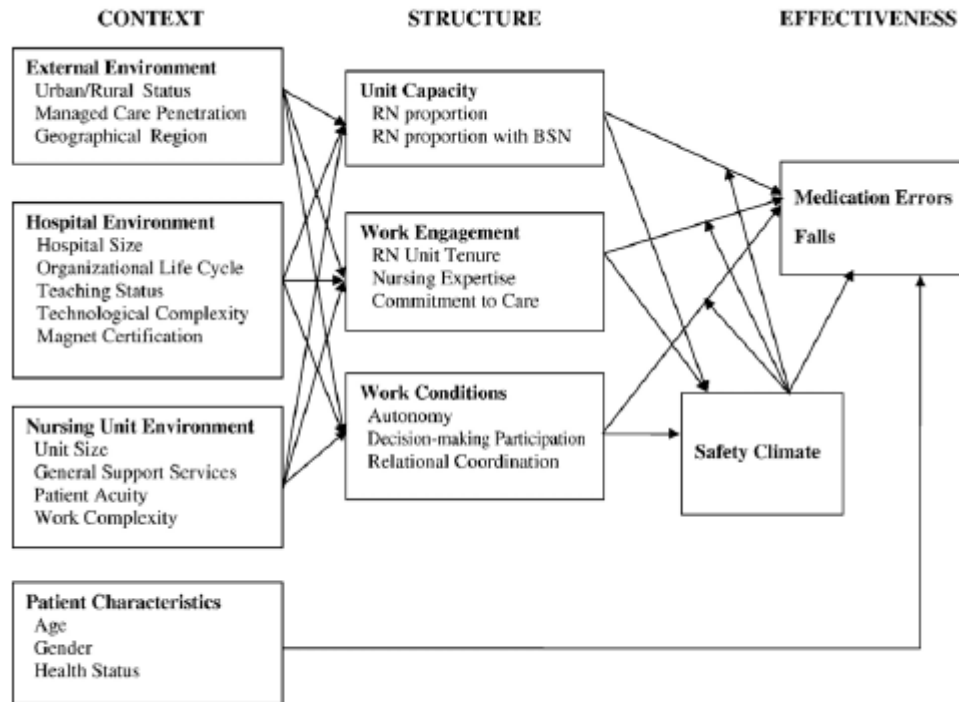 CONTEXT
STRUCTURE
EFFECTIVENESS
External Environment
Urban/Rural Status
Managed Care Penetration
Geographical Region
Hospital Environment
Hospital Size
Organizational Life Cycle
Teaching Status
Technological Complexity
Magnet Certification
Nursing Unit Environment
Unit Size
General Support Services
Patient Acuity
Work Complexity
Patient Characteristics
Age
Gender
Health Status
Unit Capacity
RN proportion
RN proportion with BSN
Work Engagement
RN Unit Tenure
Nursing Expertise
Commitment to Care
Work Conditions
Autonomy
Decision-making Participation
Relational Coordination
Medication Errors
Falls
Safety Climate